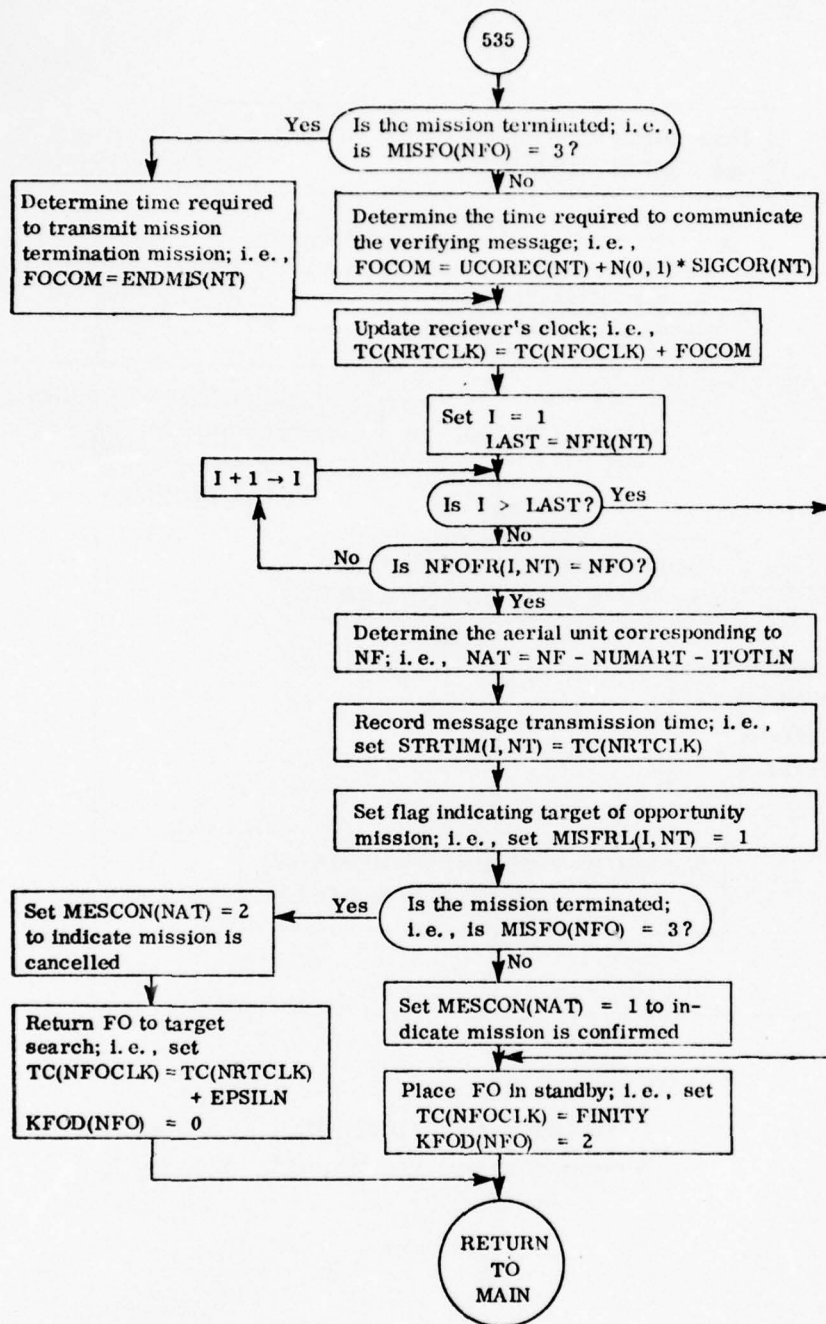 535
Yes
Is the mission terminated; i.e.,
is MISFO(NFO) = 3?
No
Determine time required
to transmit mission
termination mission; i.e.,
FOCOM = ENDMIS(NT)
Determine the time required to communicate
the verifying message; i.e.,
FOCOM = UCOREC(NT) + N(0, 1) * SIGCOR(NT)
Update reciever's clock; i.e.,
TC(NRTCLK) = TC(NFOCLK) + FOCOM
Set I = 1
LAST = NFR(NT)
I + 1 → I
Is I > LAST?
Yes
No
No
Is NFOFR(I, NT) = NFO?
Yes
Determine the aerial unit corresponding to
NF; i.e., NAT = NF - NUMART - ITOTLN
Record message transmission time; i.e.,
set STRTIM(I, NT) = TC(NRTCLK)
Set flag indicating target of opportunity
mission; i.e., set MISFRL(I, NT) = 1
Set MESCON(NAT) = 2
to indicate mission is
cancelled
Yes
Is the mission terminated;
i.e., is MISFO(NFO) = 3?
No
Return FO to target
search; i.e., set
TC(NFOCLK) = TC(NRTCLK)
+ EPSILN
KFOD(NFO) = 0
Set MESCON(NAT) = 1 to in-
dicate mission is confirmed
Place FO in standby; i.e., set
TC(NFOCLK) = FINITY
KFOD(NFO) = 2
RETURN
TO
MAIN